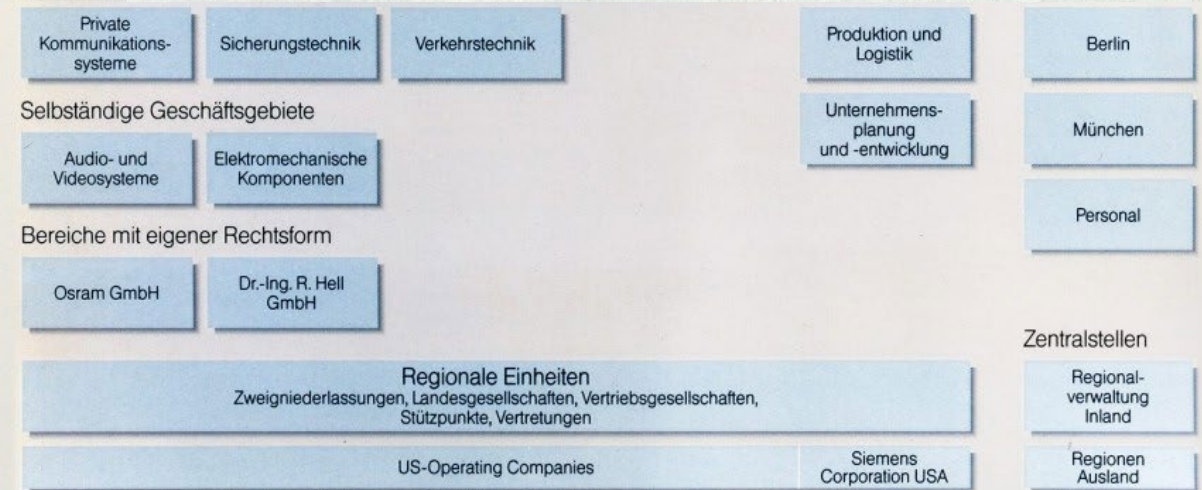 Private
Kommunikations-
systeme
Sicherungstechnik
Verkehrstechnik
Produktion und
Logistik
Berlin
Selbständige Geschäftsgebiete
Unternehmens-
planung
und -entwicklung
München
Audio- und
Videosysteme
Elektromechanische
Komponenten
Personal
Bereiche mit eigener Rechtsform
Osram GmbH
Dr.-Ing. R. Hell
GmbH
Zentralstellen
Regionale Einheiten
Zweigniederlassungen, Landesgesellschaften, Vertriebsgesellschaften,
Stützpunkte, Vertretungen
Regional-
verwaltung
Inland
US-Operating Companies
Siemens
Corporation USA
Regionen
Ausland